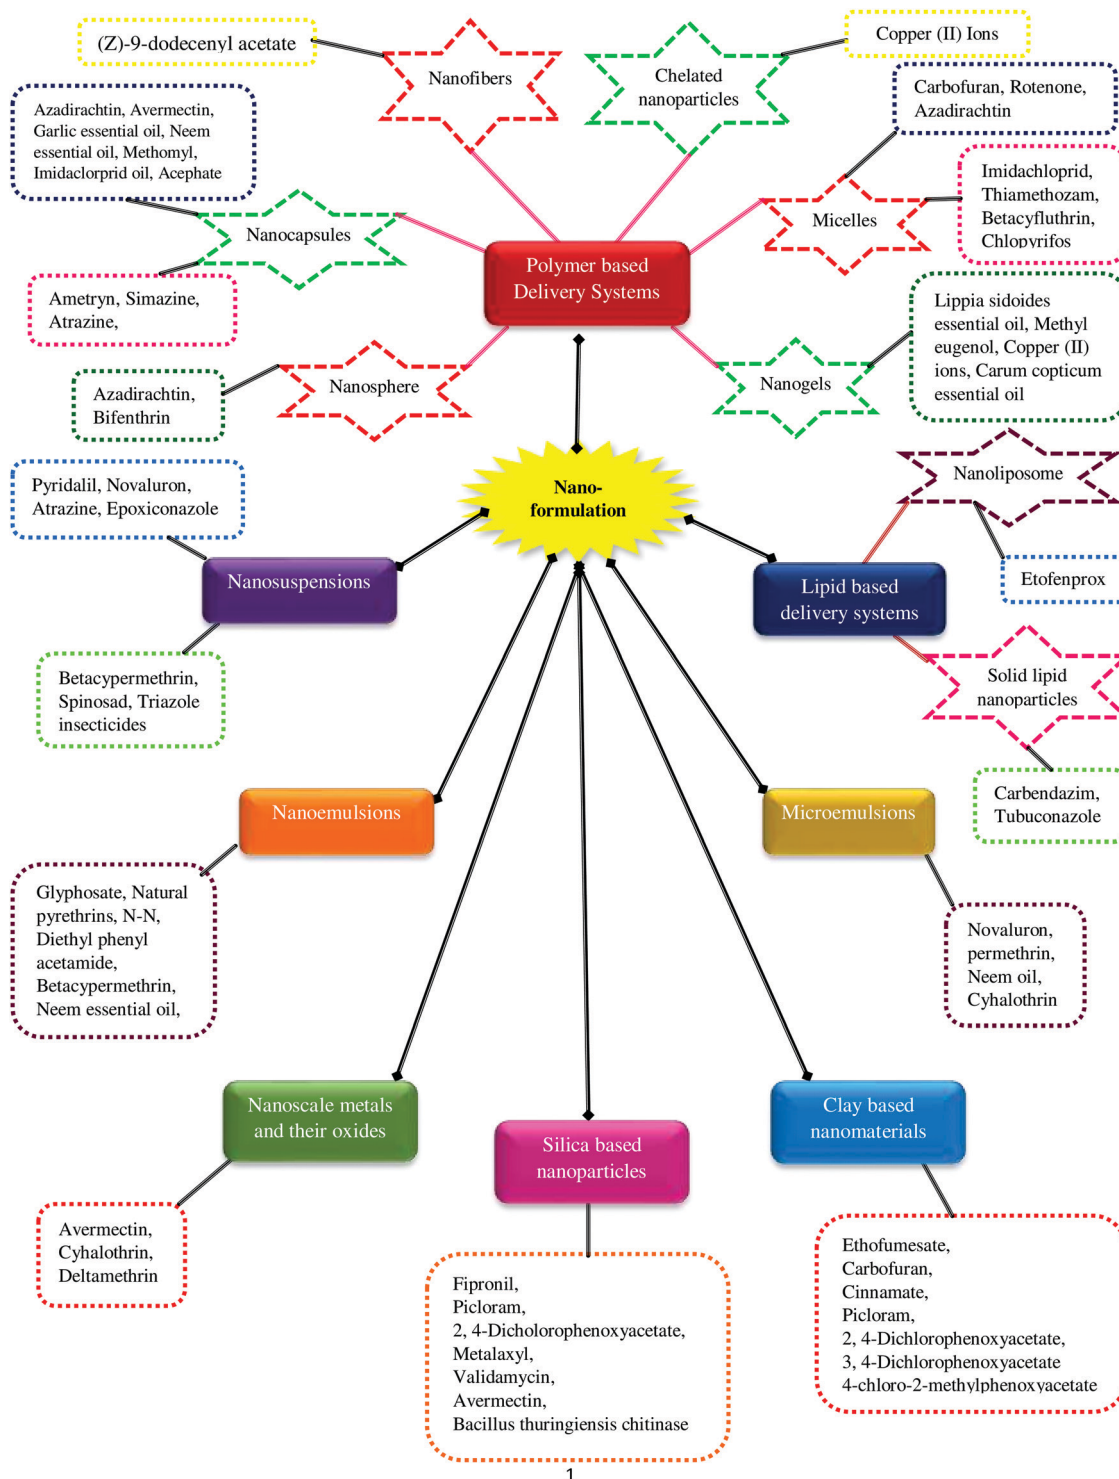 (Z)-9-dodecenyl acetate
Nanofibers
Chelated
nanoparticles
Copper (II) Ions
Azadirachtin, Avermectin,
Garlic essential oil, Neem
essential oil, Methomyl,
Imidaclorprid oil, Acephate
Carbofuran, Rotenone,
Azadirachtin
Nanocapsules
Micelles
Imidachloprid,
Thiamethozam,
Betacyfluthrin,
Chlopyrifos
Polymer based
Delivery Systems
Ametryn, Simazine,
Atrazine,
Lippia sidoides
essential oil, Methyl
eugenol, Copper (II)
ions, Carum copticum
essential oil
Azadirachtin,
Bifenthrin
Nanosphere
Nanogels
Nanoliposome
Pyridalil, Novaluron,
Atrazine, Epoxiconazole
Nano-
formulation
Nanosuspensions
Lipid based
delivery systems
Etofenprox
Betacypermethrin,
Spinosad, Triazole
insecticides
Solid lipid
nanoparticles
Carbendazim,
Tubuconazole
Nanoemulsions
Microemulsions
Glyphosate, Natural
pyrethrins, N-N,
Diethyl phenyl
acetamide,
Betacypermethrin,
Neem essential oil,
Novaluron,
permethrin,
Neem oil,
Cyhalothrin
Nanoscale metals
and their oxides
Silica based
nanoparticles
Clay based
nanomaterials
Avermectin,
Cyhalothrin,
Deltamethrin
Fipronil,
Picloram,
2, 4-Dicholorophenoxyacetate,
Metalaxyl,
Validamycin,
Avermectin,
Bacillus thuringiensis chitinase
Ethofumesate,
Carbofuran,
Cinnamate,
Picloram,
2, 4-Dichlorophenoxyacetate,
3, 4-Dichlorophenoxyacetate
4-chloro-2-methylphenoxyacetate
1